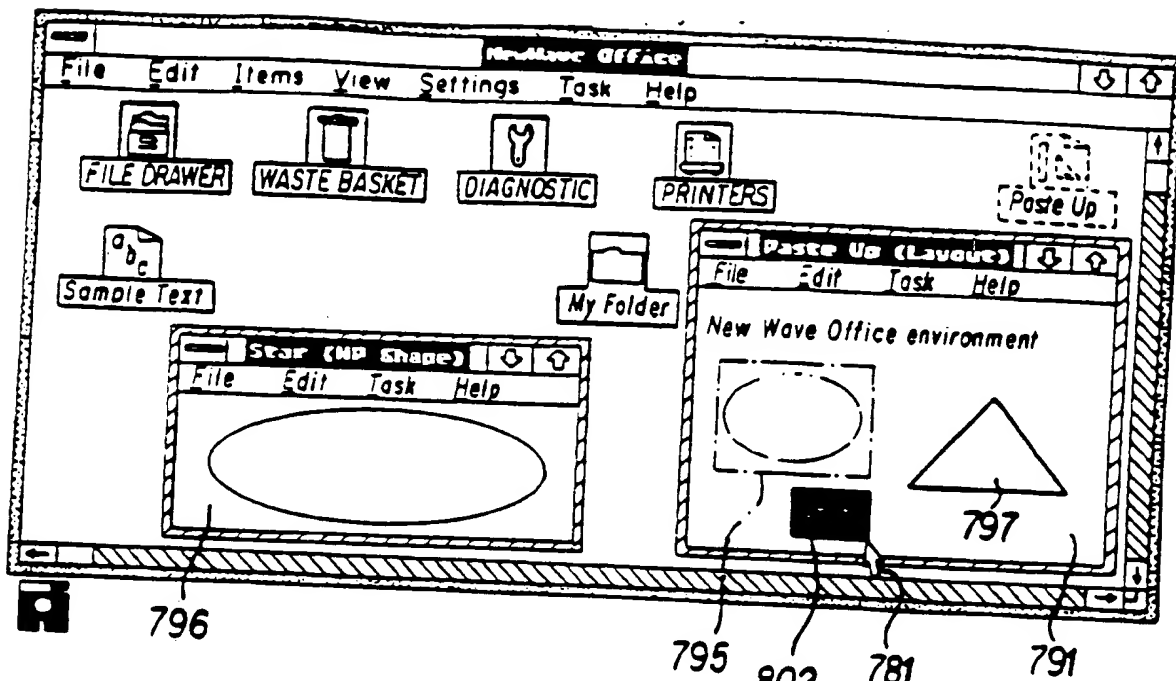 NewWave Office
File Edit Items View Settings Task Help
FILE DRAWER WASTE BASKET DIAGNOSTIC PRINTERS Paste Up
abc
Sample Text My Folder
Paste Up (Layout)
File Edit Task Help
New Wave Office environment
Star (HP Shape)
File Edit Task Help
797
796 795 802 781 791